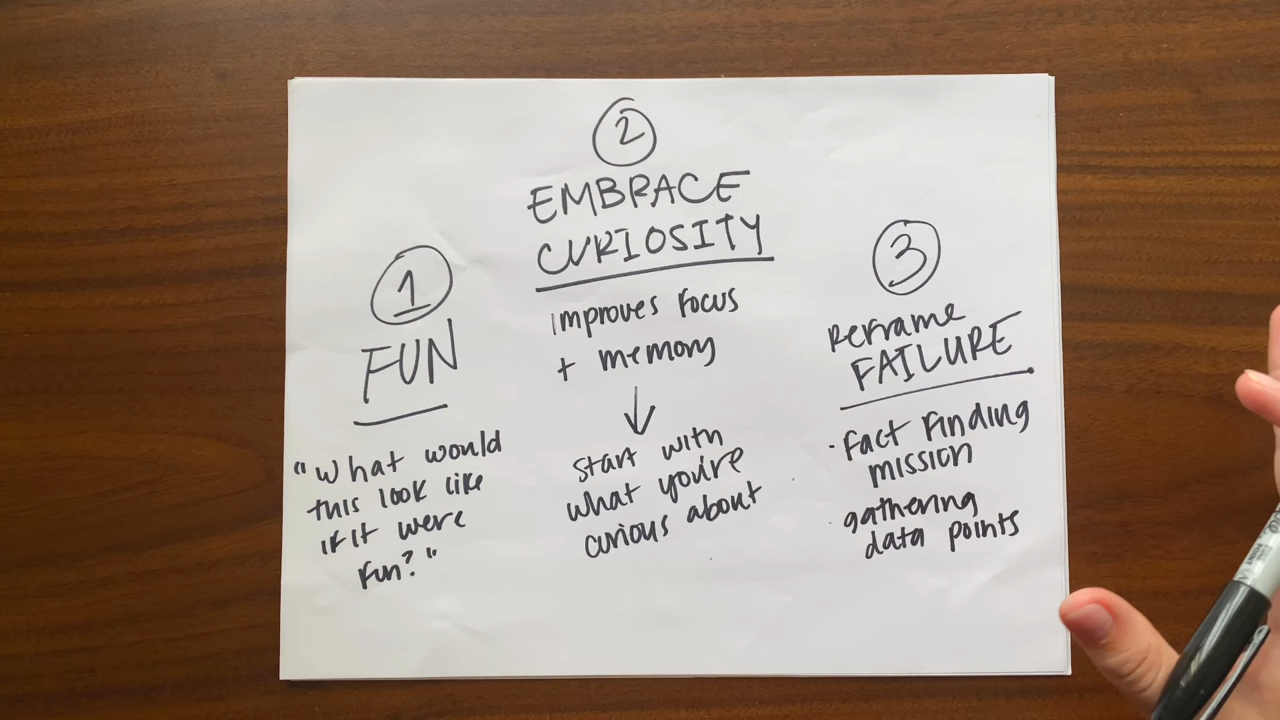 1
FUN
"What would
this look like
if it were
fun?"
2
EMBRACE
CURIOSITY
improves focus
+ memory
↓
start with
what you're
curious about
3
Reframe
FAILURE
· fact finding
mission
· gathering
data points